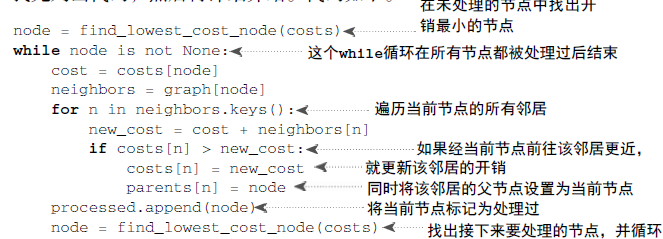 在未处理的节点中找出开
销最小的节点
node = find_lowest_cost_node(costs)
while node is not None:
这个while循环在所有节点都被处理过后结束
cost = costs[node]
neighbors = graph[node]
for n in neighbors.keys():
遍历当前节点的所有邻居
new_cost = cost + neighbors[n]
if costs[n] > new_cost:
如果经当前节点前往该邻居更近，
costs[n] = new_cost
就更新该邻居的开销
parents[n] = node
同时将该邻居的父节点设置为当前节点
processed.append(node)
将当前节点标记为处理过
node = find_lowest_cost_node(costs)
找出接下来要处理的节点，并循环